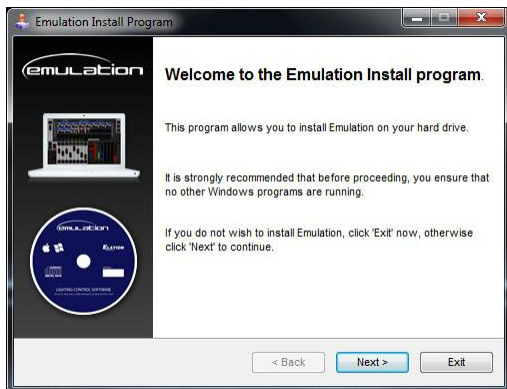 Emulation Install Program
emulation
Welcome to the Emulation Install program.
This program allows you to install Emulation on your hard drive.
It is strongly recommended that before proceeding, you ensure that
no other Windows programs are running.
If you do not wish to install Emulation, click 'Exit' now, otherwise
click 'Next' to continue.
emulation
ELATION
LIGHTING CONTROL SOFTWARE
< Back
Next >
Exit